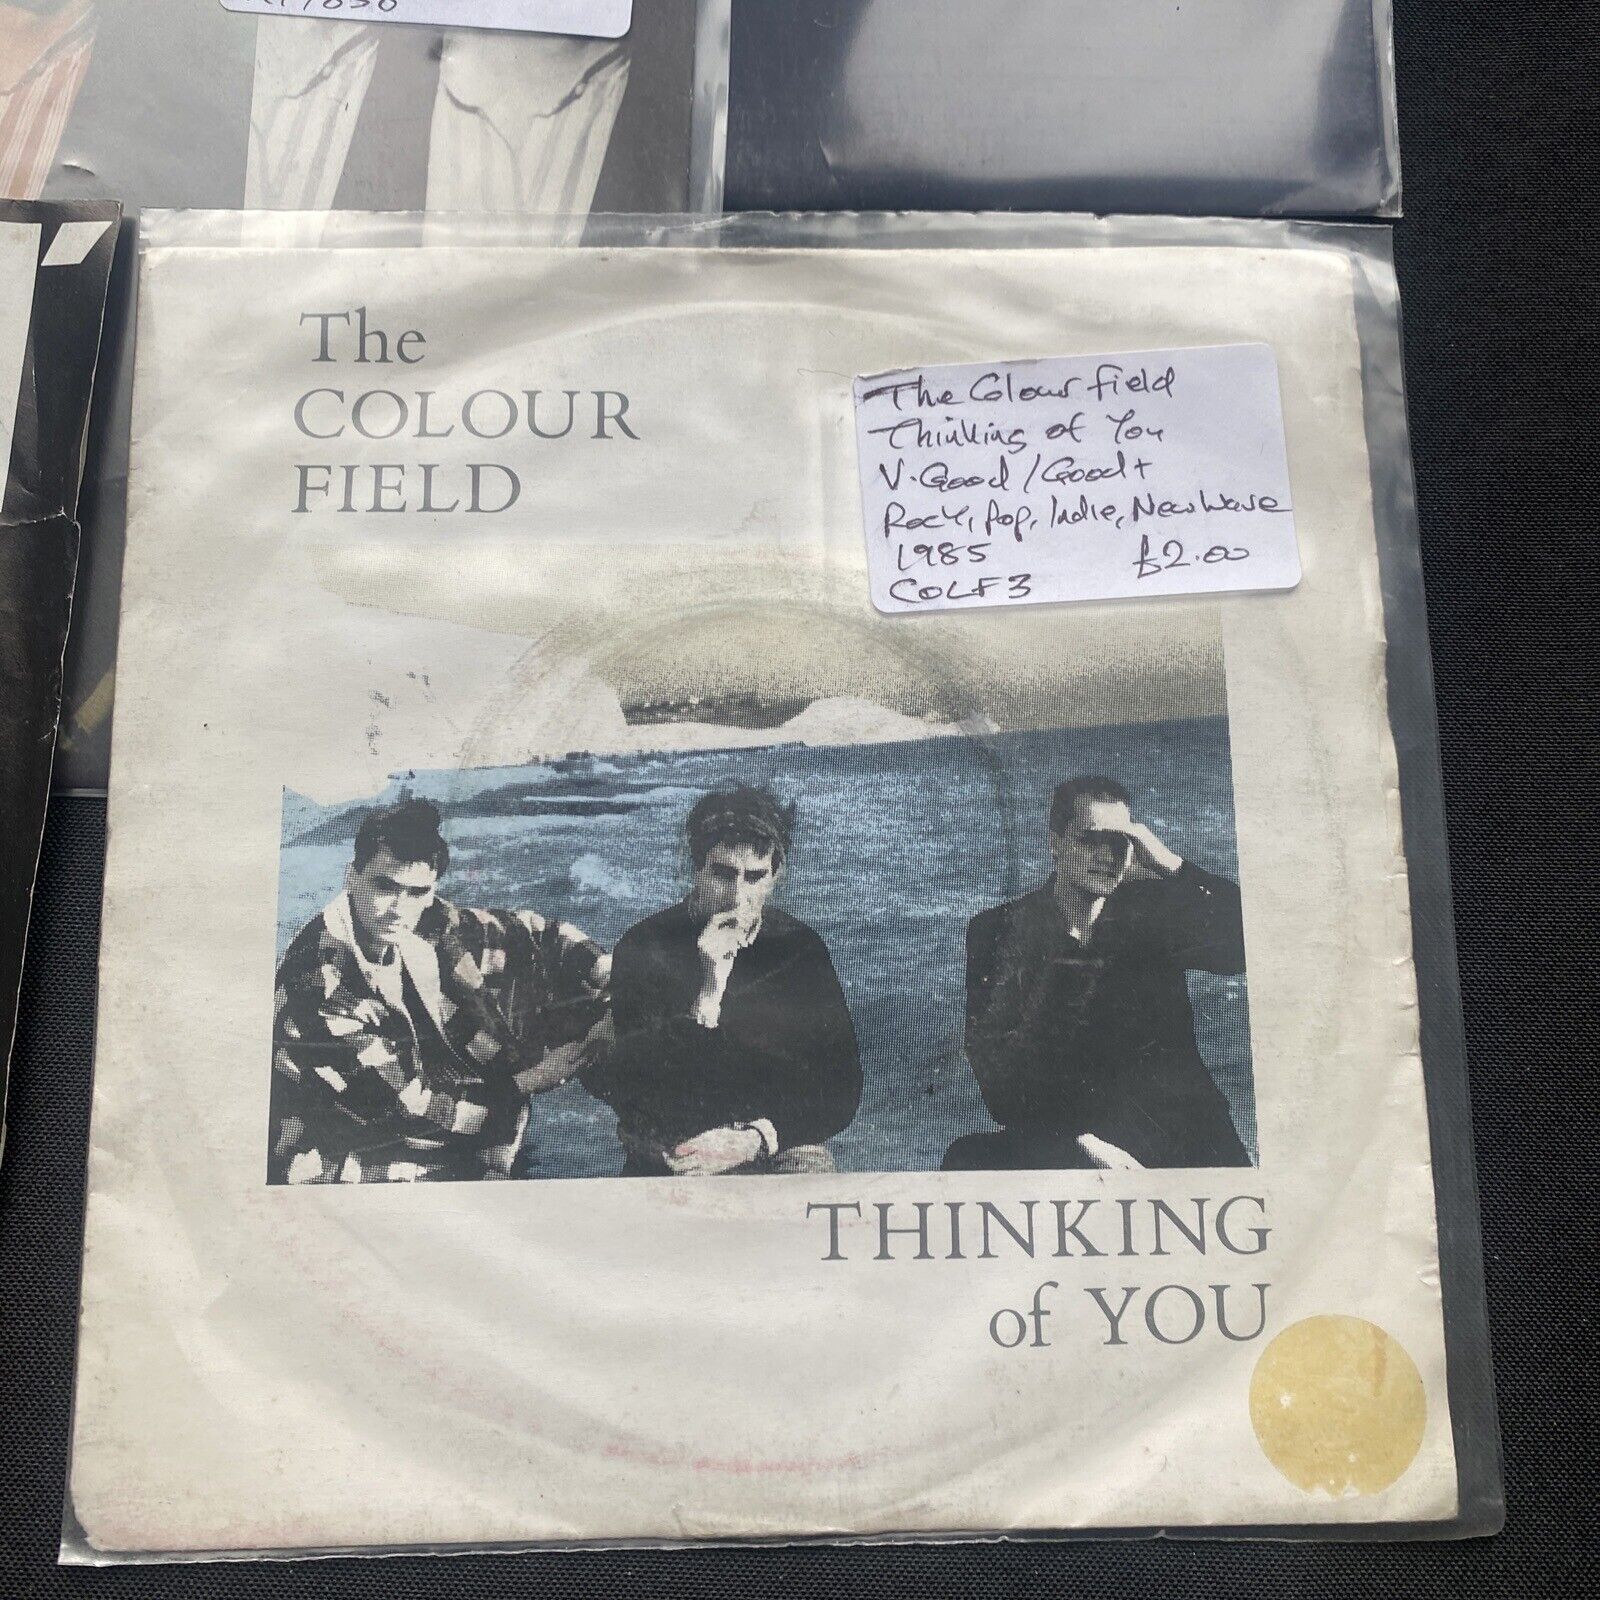 The
COLOUR
FIELD
The Colour field
Thinking of You
V.Good/Good+
Rock, Pop, Indie, New Wave
1985 £2.00
COLF3
THINKING
of YOU